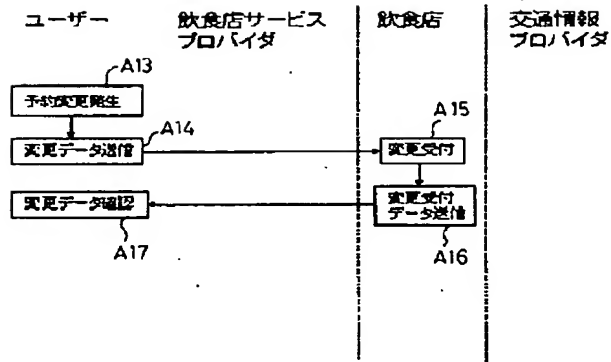 ユーザー
飲食店サービス
プロバイダ
飲食店
交通情報
プロバイダ
A13
予約変更発生
A14
変更データ送信
A15
変更受付
変更受付
データ送信
A16
変更データ確認
A17